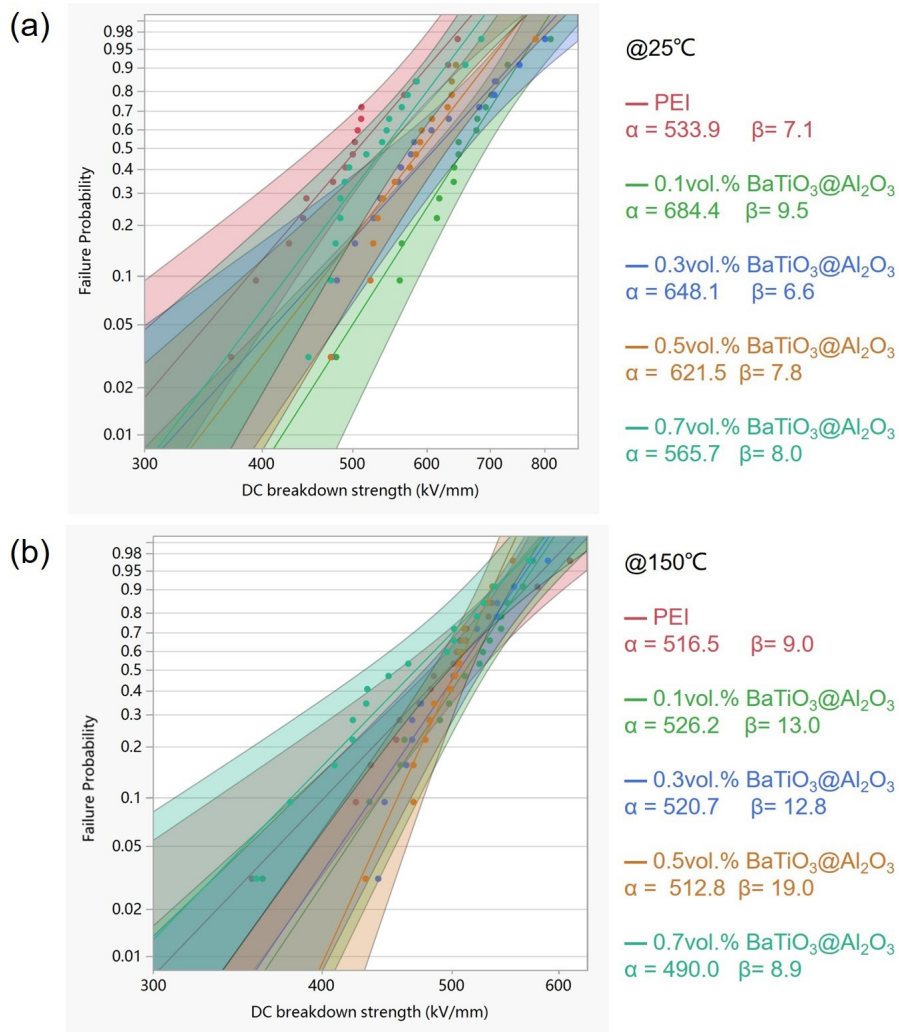 (a)
0.98
0.95
0.9
0.8
0.7
0.6
0.5
0.4
0.3
0.2
0.1
0.05
0.02
0.01
Failure Probability
300 400 500 600 700 800
DC breakdown strength (kV/mm)
@25℃
PEI
α = 533.9 β= 7.1
0.1vol.% BaTiO₃@Al₂O₃
α = 684.4 β= 9.5
0.3vol.% BaTiO₃@Al₂O₃
α = 648.1 β= 6.6
0.5vol.% BaTiO₃@Al₂O₃
α = 621.5 β= 7.8
0.7vol.% BaTiO₃@Al₂O₃
α = 565.7 β= 8.0
(b)
0.98
0.95
0.9
0.8
0.7
0.6
0.5
0.4
0.3
0.2
0.1
0.05
0.02
0.01
Failure Probability
300 400 500 600
DC breakdown strength (kV/mm)
@150℃
PEI
α = 516.5 β= 9.0
0.1vol.% BaTiO₃@Al₂O₃
α = 526.2 β= 13.0
0.3vol.% BaTiO₃@Al₂O₃
α = 520.7 β= 12.8
0.5vol.% BaTiO₃@Al₂O₃
α = 512.8 β= 19.0
0.7vol.% BaTiO₃@Al₂O₃
α = 490.0 β= 8.9